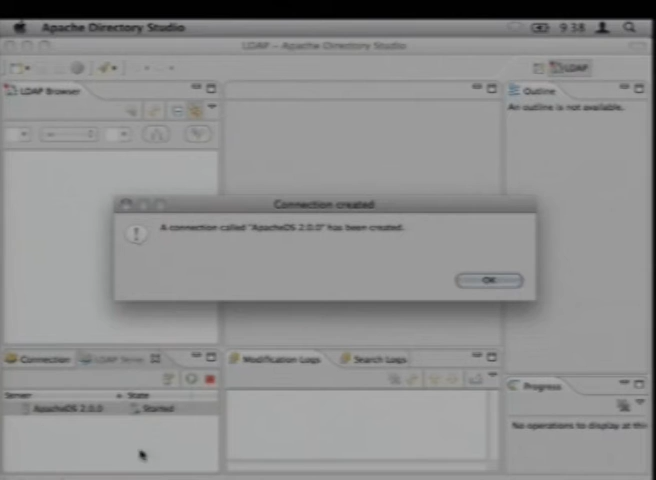 Apache Directory Studio
9:38
LDAP - Apache Directory Studio
LDAP
LDAP Browser
Outline
An outline is not available.
Connection created
A connection called "ApacheDS 2.0.0" has been created.
OK
Connection
LDAP Server
Modification Logs
Search Logs
Progress
Server
State
ApacheDS 2.0.0
Started
No operations to display at this